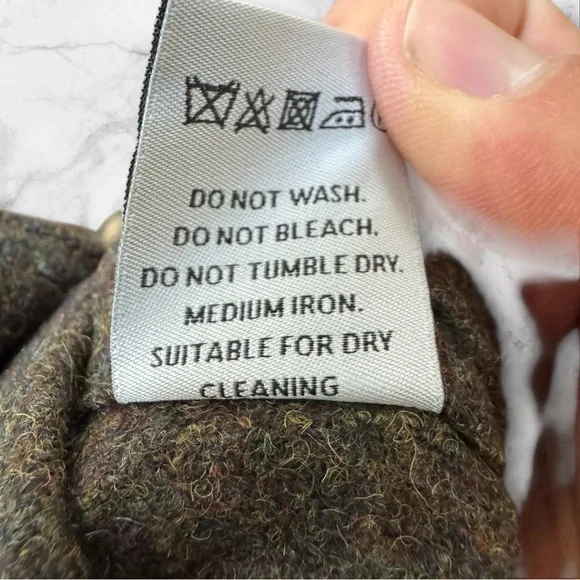 DO NOT WASH.
DO NOT BLEACH.
DO NOT TUMBLE DRY.
MEDIUM IRON.
SUITABLE FOR DRY
CLEANING